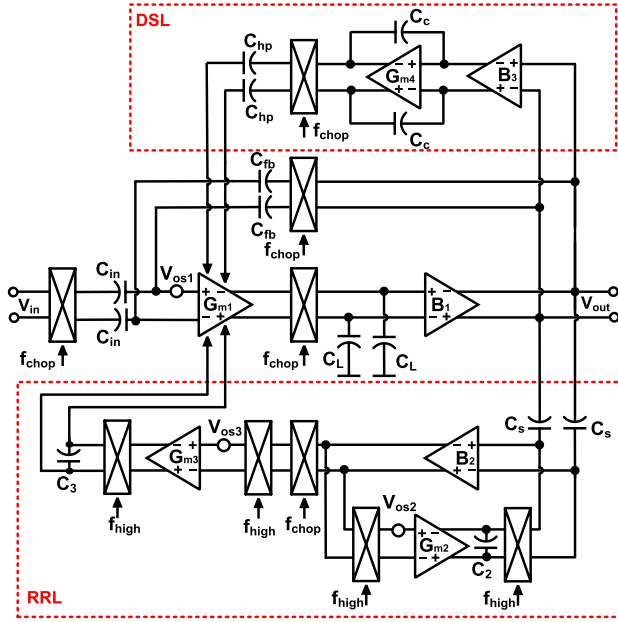 DSL
C_c
C_hp
G_m4
B_3
C_hp
f_chop
C_c
C_fb
C_fb
f_chop
C_in
V_os1
V_in
G_m1
B_1
V_out
C_in
f_chop
f_chop
C_L
C_L
C_s
C_s
V_os3
G_m3
B_2
C_3
f_high
f_high
f_chop
V_os2
G_m2
C_2
f_high
f_high
RRL
- + + -
+ - - +
- +
+ -
+ -
- +
- +
+ -
- +
+ -
+ -
- +